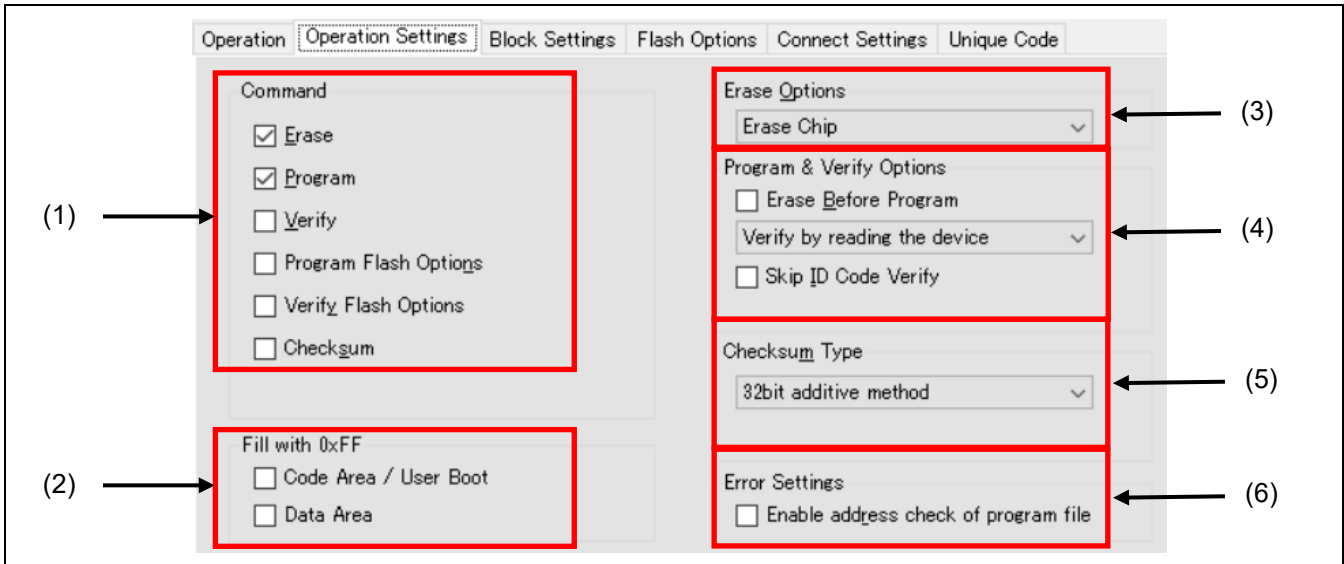 Operation Operation Settings Block Settings Flash Options Connect Settings Unique Code
(1)
Command
Erase
Program
Verify
Program Flash Options
Verify Flash Options
Checksum
(2)
Fill with 0xFF
Code Area / User Boot
Data Area
Erase Options
Erase Chip
(3)
Program & Verify Options
Erase Before Program
Verify by reading the device
Skip ID Code Verify
(4)
Checksum Type
32bit additive method
(5)
Error Settings
Enable address check of program file
(6)